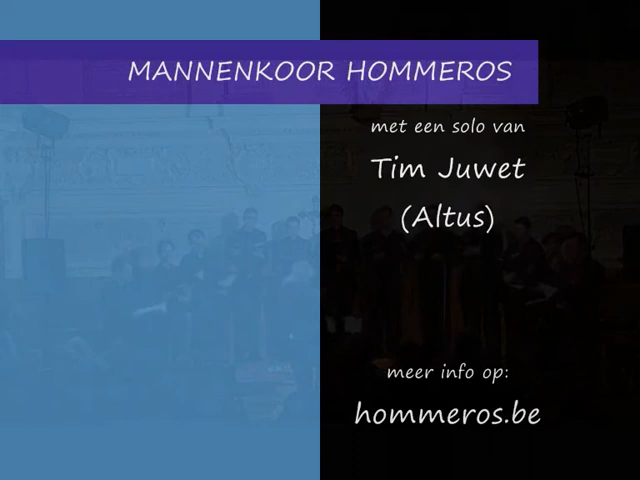 MANNENKOOR HOMMEROS
met een solo van
Tim Juwet
(Altus)
meer info op:
hommeros.be